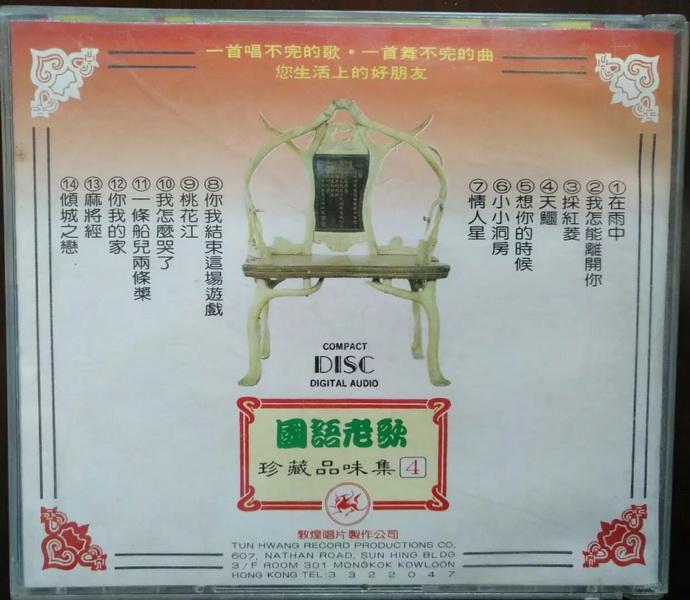 一首唱不完的歌·一首舞不完的曲
您生活上的好朋友
①在雨中
②我怎能離開你
③採紅菱
④天鱷
⑤想你的時候
⑥小小洞房
⑦情人星
⑧你我結束這場遊戲
⑨桃花江
⑩我怎麼哭了
⑪一條船兒兩條槳
⑫你我的家
⑬麻將經
⑭傾城之戀
COMPACT
DISC
DIGITAL AUDIO
國語老歌
珍藏品味集 4
敦煌唱片製作公司
TUN HWANG RECORD PRODUCTIONS CO.
607, NATHAN ROAD, SUN HING BLDG
3/F ROOM 301 MONGKOK KOWLOON
HONG KONG TEL:3 3 2 2 0 4 7